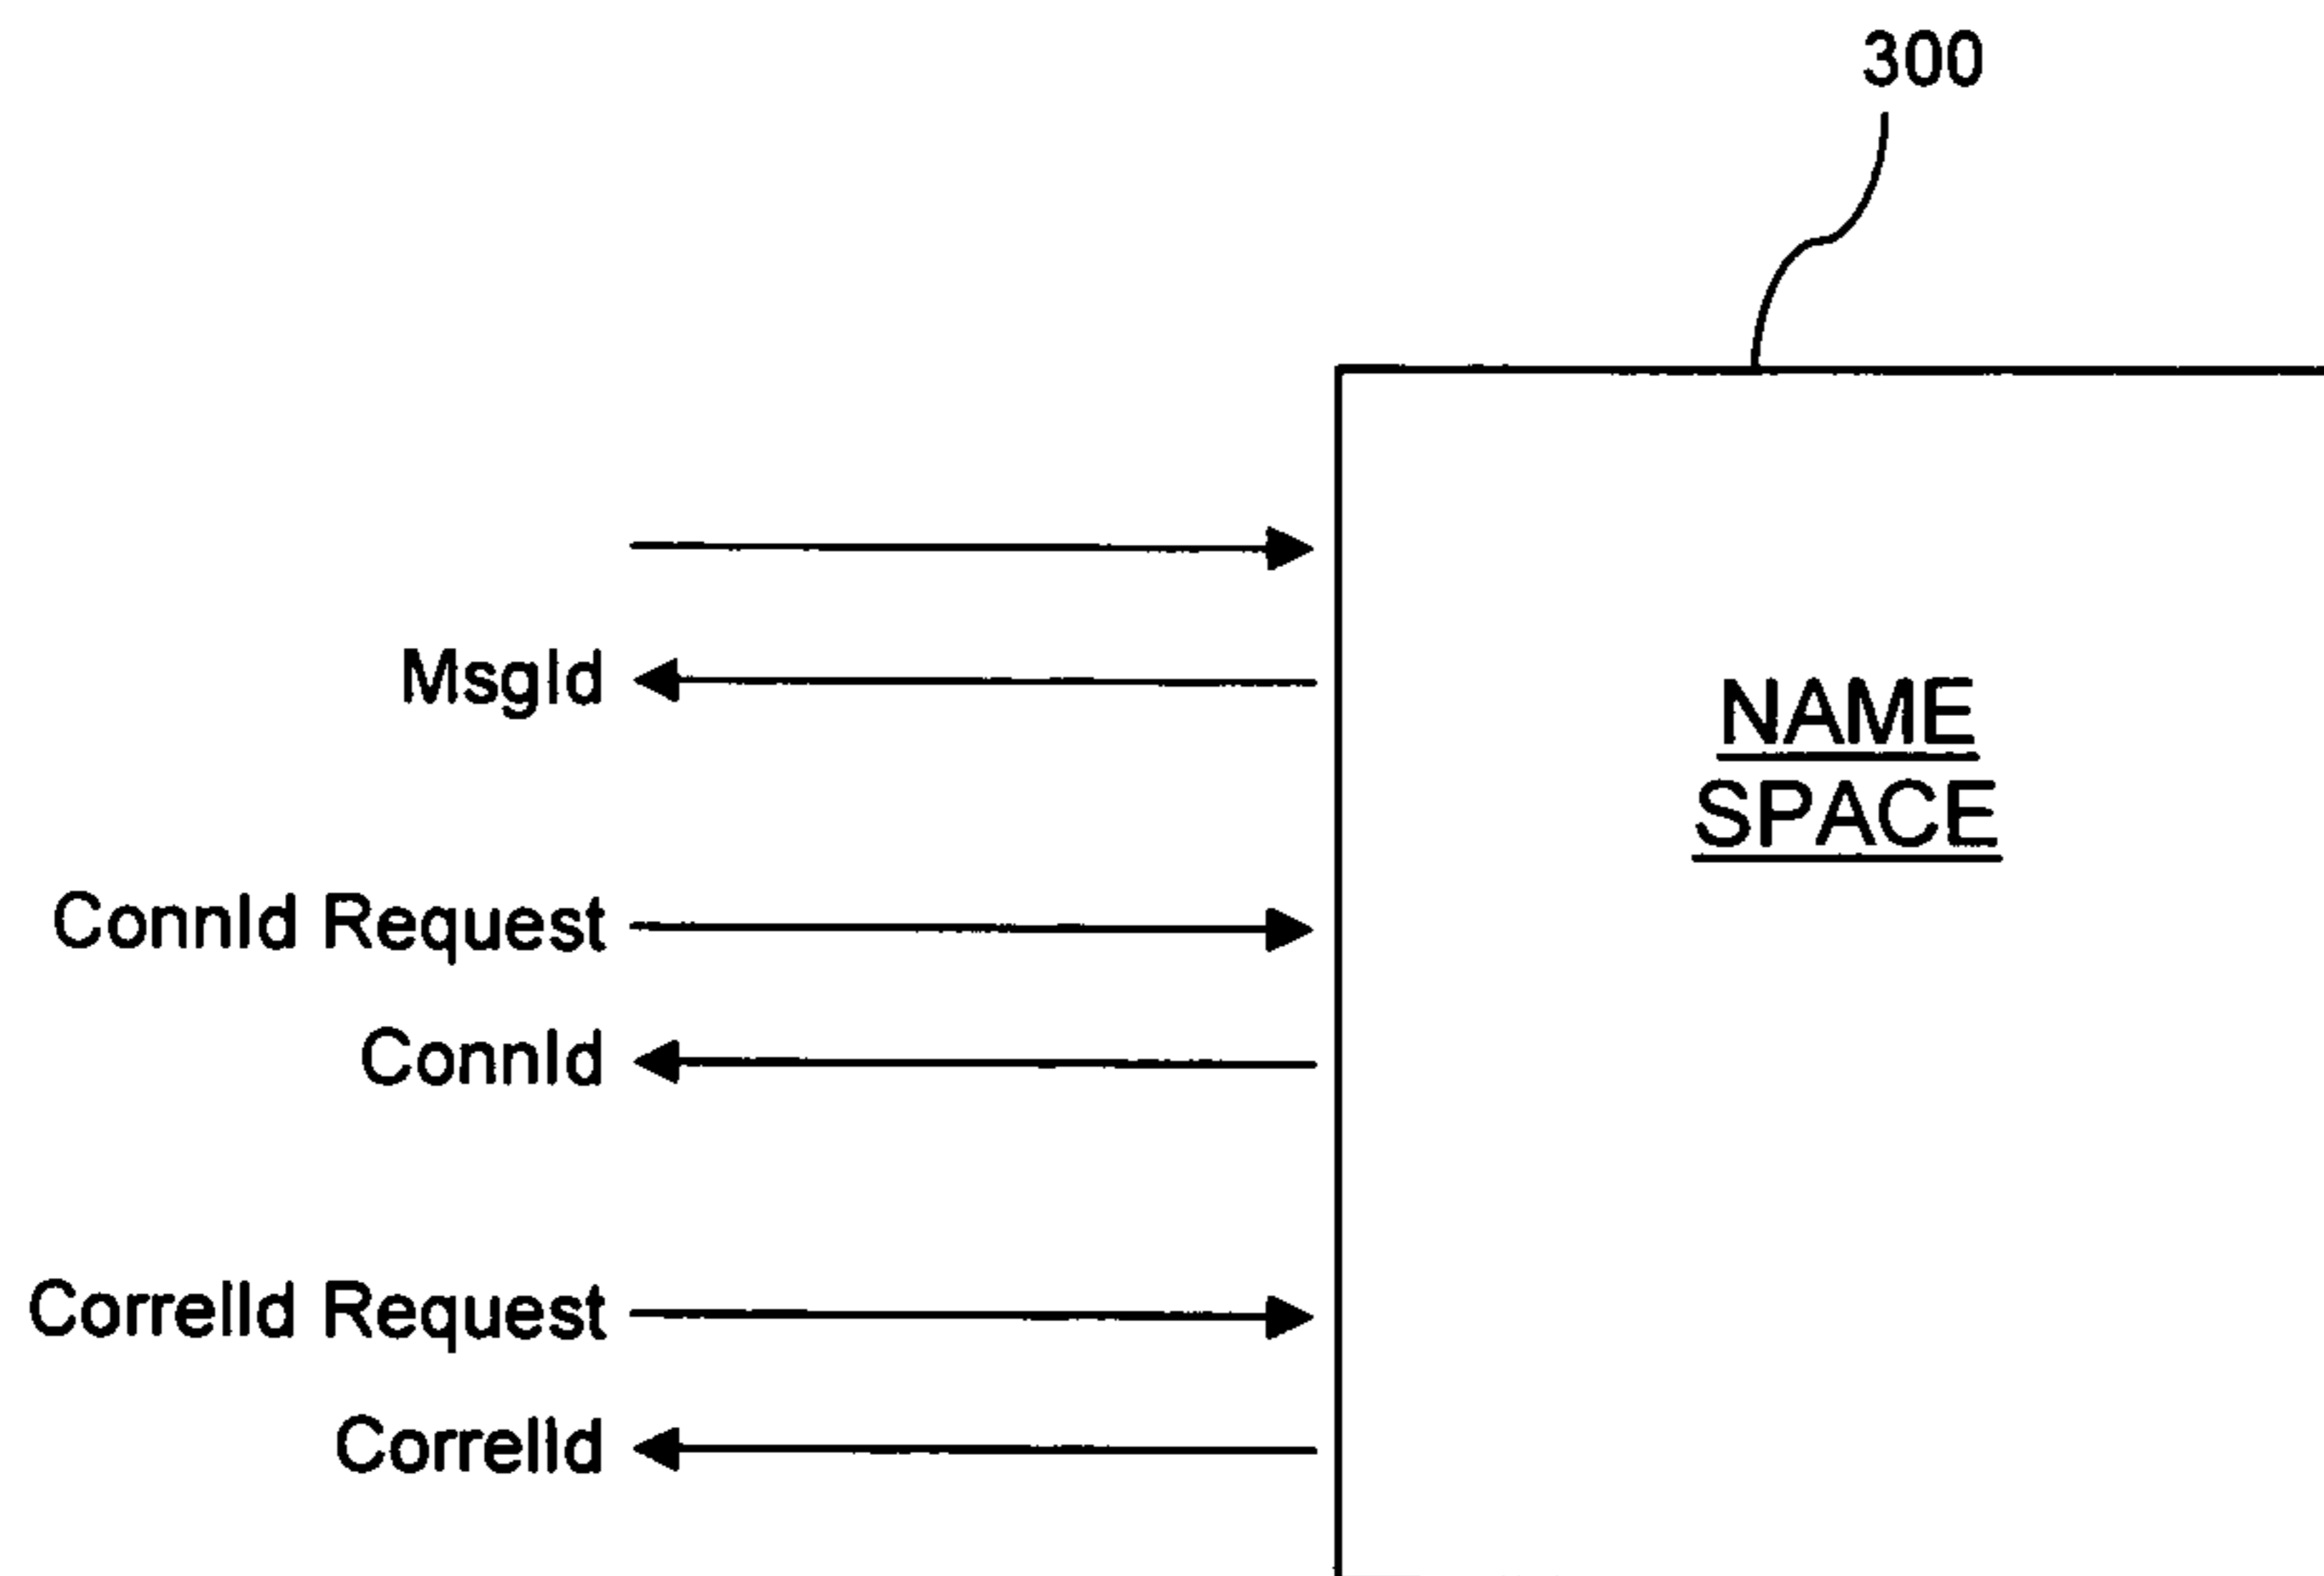 300
MsgId
NAME
SPACE
ConnId Request
ConnId
CorrelId Request
CorrelId